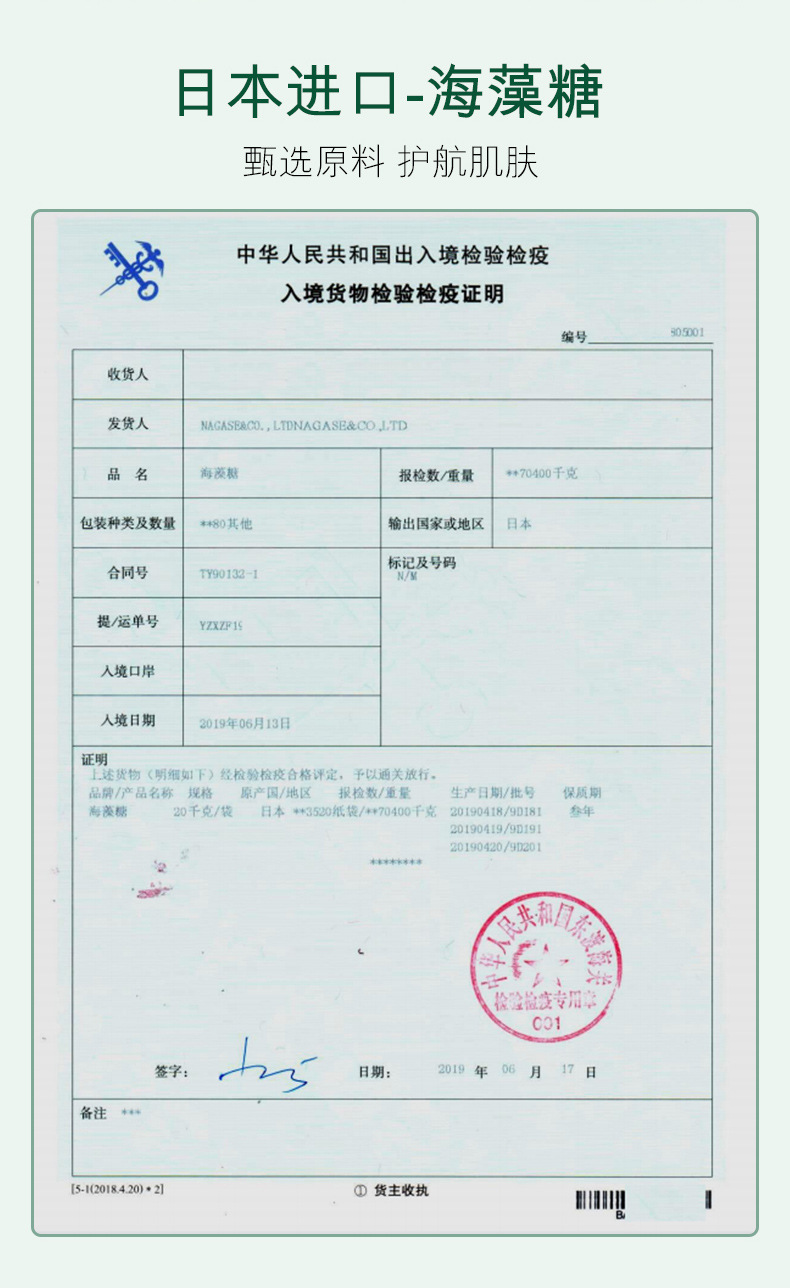 日本进口-海藻糖
甄选原料 护航肌肤
中华人民共和国出入境检验检疫
入境货物检验检疫证明
编号 805001
收货人
发货人 NAGASE&CO.,LTDNAGASE&CO.,LTD
品 名 海藻糖 报检数/重量 **70400千克
包装种类及数量 **80其他 输出国家或地区 日本
合同号 TY90132-1 标记及号码
N/M
提/运单号 YZXZF19
入境口岸
入境日期 2019年06月13日
证明
上述货物（明细如下）经检验检疫合格评定，予以通关放行。
品牌/产品名称 规格 原产国/地区 报检数/重量 生产日期/批号 保质期
海藻糖 20千克/袋 日本 **3520纸袋/**70400千克 20190418/9D181 叁年
20190419/9D191
20190420/9D201
********
中华人民共和国东渡海关
检验检疫专用章
001
签字： 日期： 2019 年 06 月 17 日
备注 ***
[5-1(2018.4.20)*2] ① 货主收执